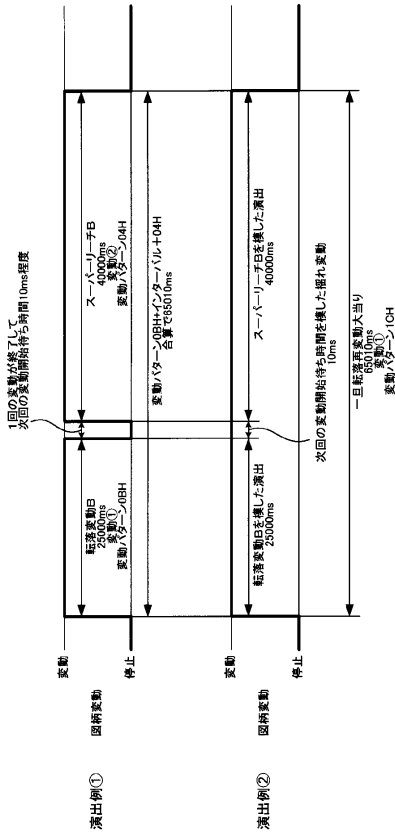 演出例①
図柄変動
変動
停止
1回の変動が終了して
次回の変動開始待ち時間10ms程度
転落変動B
25000ms
変動①
変動パターン0BH
スーパーリーチB
40000ms
変動②
変動パターン04H
変動パターン0BH+インターバル+04H
合算で65010ms
演出例②
図柄変動
変動
停止
転落変動Bを模した演出
25000ms
スーパーリーチBを模した演出
40000ms
次回の変動開始待ち時間を模した揺れ変動
10ms
一旦転落再変動大当り
65010ms
変動①
変動パターン1CH